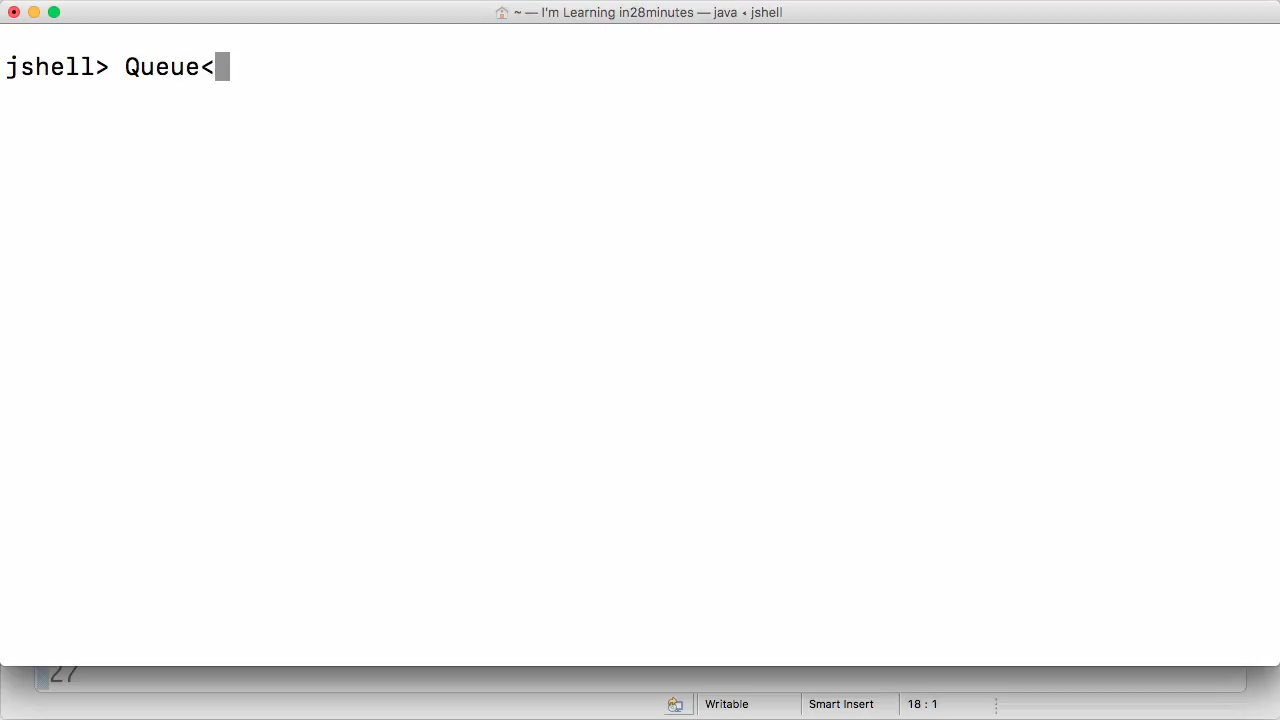 ~ — I'm Learning in28minutes — java ◂ jshell
jshell> Queue<
27
Writable
Smart Insert
18 : 1